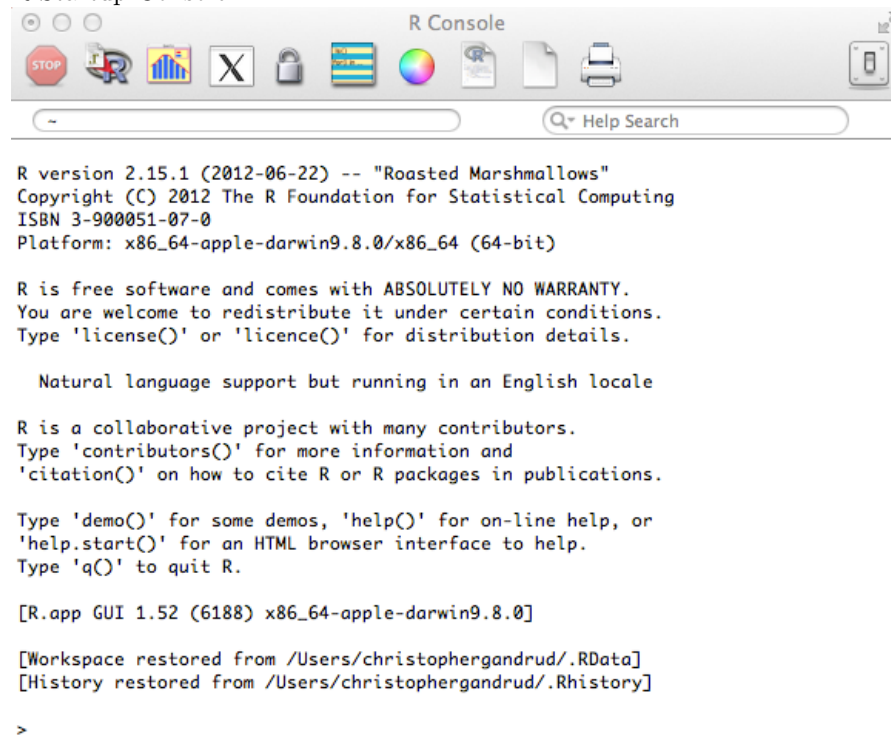 R Console
STOP
X
~
Help Search
R version 2.15.1 (2012-06-22) -- "Roasted Marshmallows"
Copyright (C) 2012 The R Foundation for Statistical Computing
ISBN 3-900051-07-0
Platform: x86_64-apple-darwin9.8.0/x86_64 (64-bit)
R is free software and comes with ABSOLUTELY NO WARRANTY.
You are welcome to redistribute it under certain conditions.
Type 'license()' or 'licence()' for distribution details.
Natural language support but running in an English locale
R is a collaborative project with many contributors.
Type 'contributors()' for more information and
'citation()' on how to cite R or R packages in publications.
Type 'demo()' for some demos, 'help()' for on-line help, or
'help.start()' for an HTML browser interface to help.
Type 'q()' to quit R.
[R.app GUI 1.52 (6188) x86_64-apple-darwin9.8.0]
[Workspace restored from /Users/christophergandrud/.RData]
[History restored from /Users/christophergandrud/.Rhistory]
>